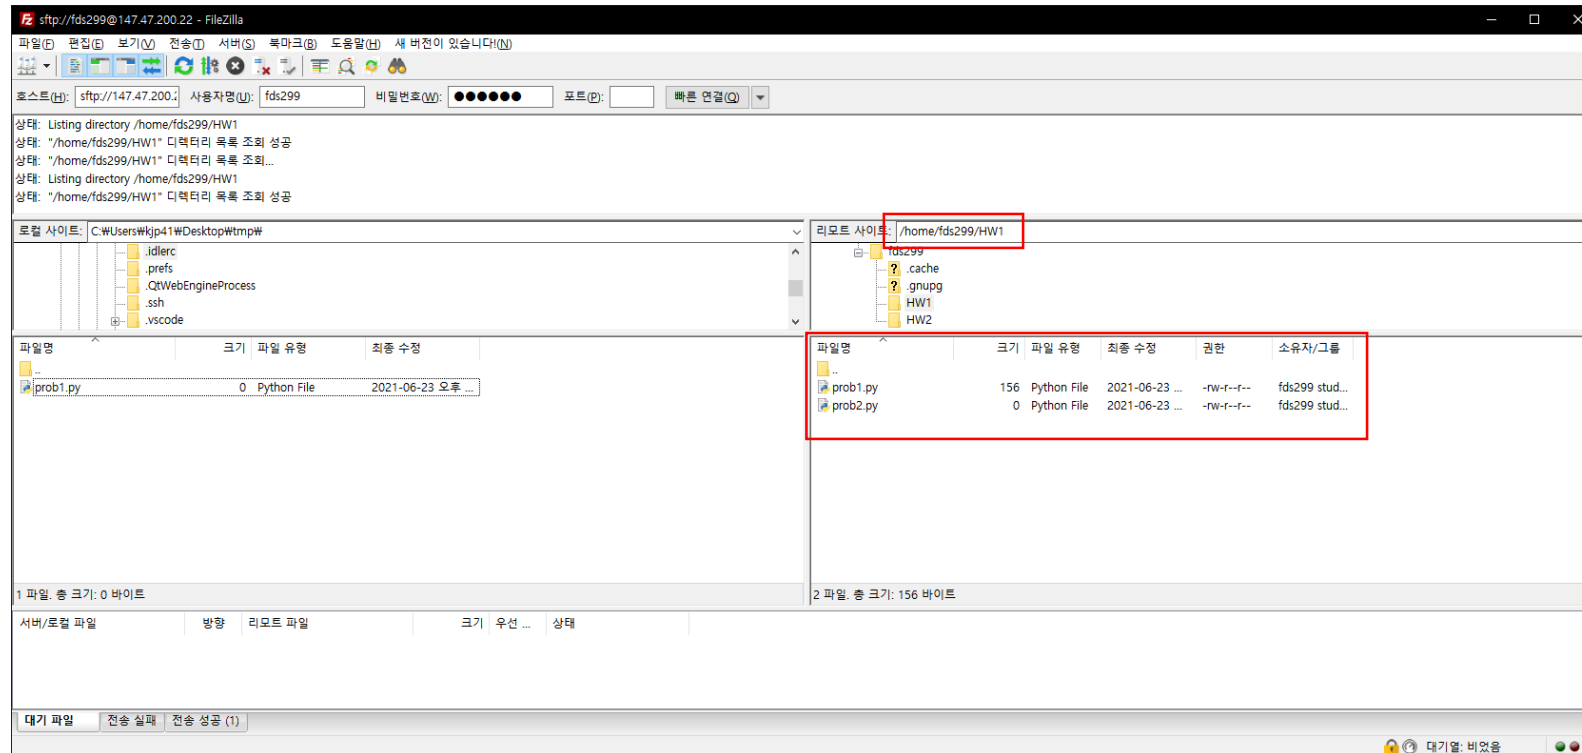 sftp://fds299@147.47.200.22 - FileZilla
파일(F) 편집(E) 보기(V) 전송(T) 서버(S) 북마크(B) 도움말(H) 새 버전이 있습니다!(N)
호스트(H): sftp://147.47.200.2 사용자명(U): fds299 비밀번호(W): ●●●●●● 포트(P): 빠른 연결(Q)
상태: Listing directory /home/fds299/HW1
상태: "/home/fds299/HW1" 디렉터리 목록 조회 성공
상태: "/home/fds299/HW1" 디렉터리 목록 조회...
상태: Listing directory /home/fds299/HW1
상태: "/home/fds299/HW1" 디렉터리 목록 조회 성공
로컬 사이트: C:₩Users₩kjp41₩Desktop₩tmp₩
.idlerc
.prefs
.QtWebEngineProcess
.ssh
.vscode
리모트 사이트: /home/fds299/HW1
fds299
.cache
.gnupg
HW1
HW2
파일명 크기 파일 유형 최종 수정
..
prob1.py 0 Python File 2021-06-23 오후 ...
1 파일. 총 크기: 0 바이트
파일명 크기 파일 유형 최종 수정 권한 소유자/그룹
..
prob1.py 156 Python File 2021-06-23 ... -rw-r--r-- fds299 stud...
prob2.py 0 Python File 2021-06-23 ... -rw-r--r-- fds299 stud...
2 파일. 총 크기: 156 바이트
서버/로컬 파일 방향 리모트 파일 크기 우선 ... 상태
대기 파일 전송 실패 전송 성공 (1)
대기열: 비었음